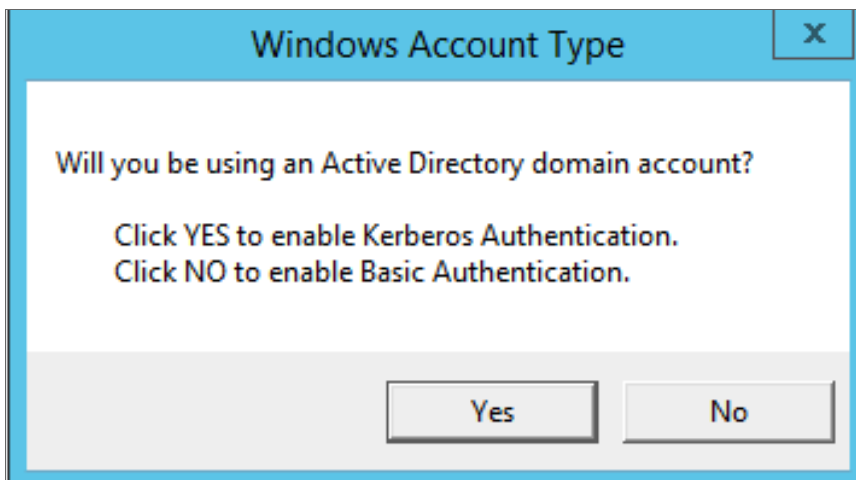 Windows Account Type
x
Will you be using an Active Directory domain account?
Click YES to enable Kerberos Authentication.
Click NO to enable Basic Authentication.
Yes
No